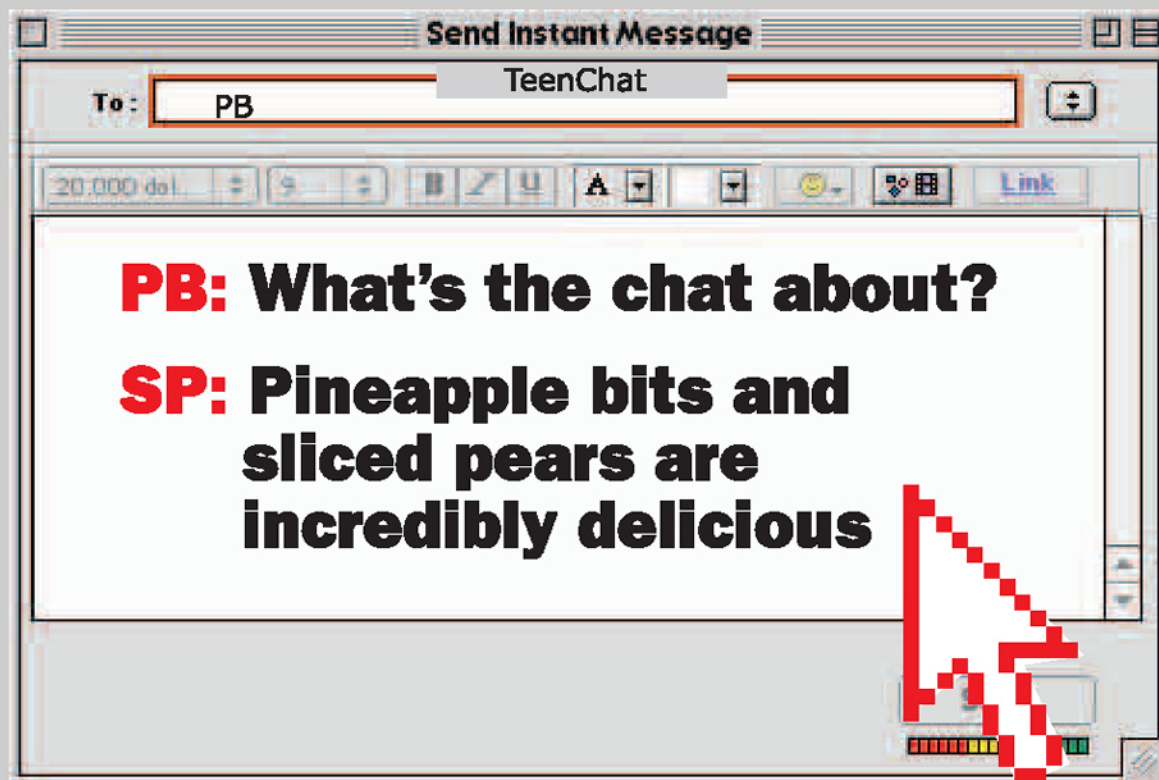 Send Instant Message
TeenChat
To: PB
9 B I U A Link
PB: What's the chat about?
SP: Pineapple bits and
sliced pears are
incredibly delicious